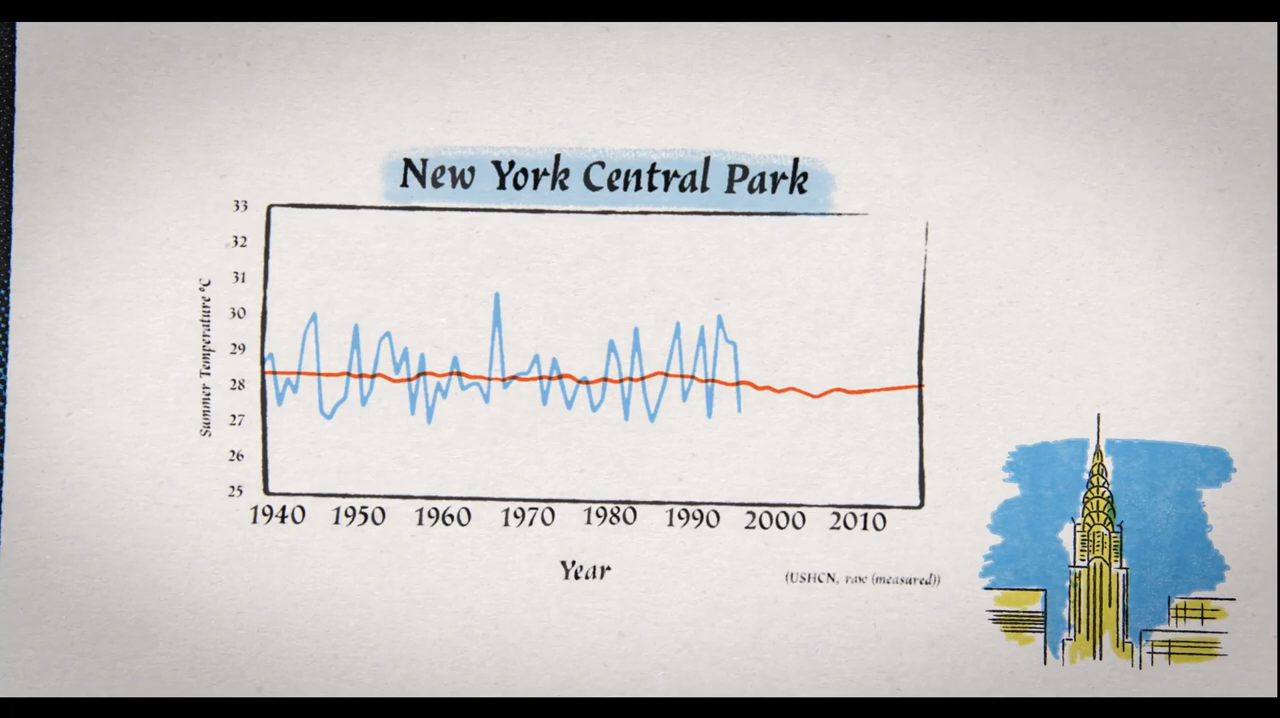 New York Central Park
33
32
31
30
29
28
27
26
25
Summer Temperature °C
1940 1950 1960 1970 1980 1990 2000 2010
Year
(USHCN, raw (measured))